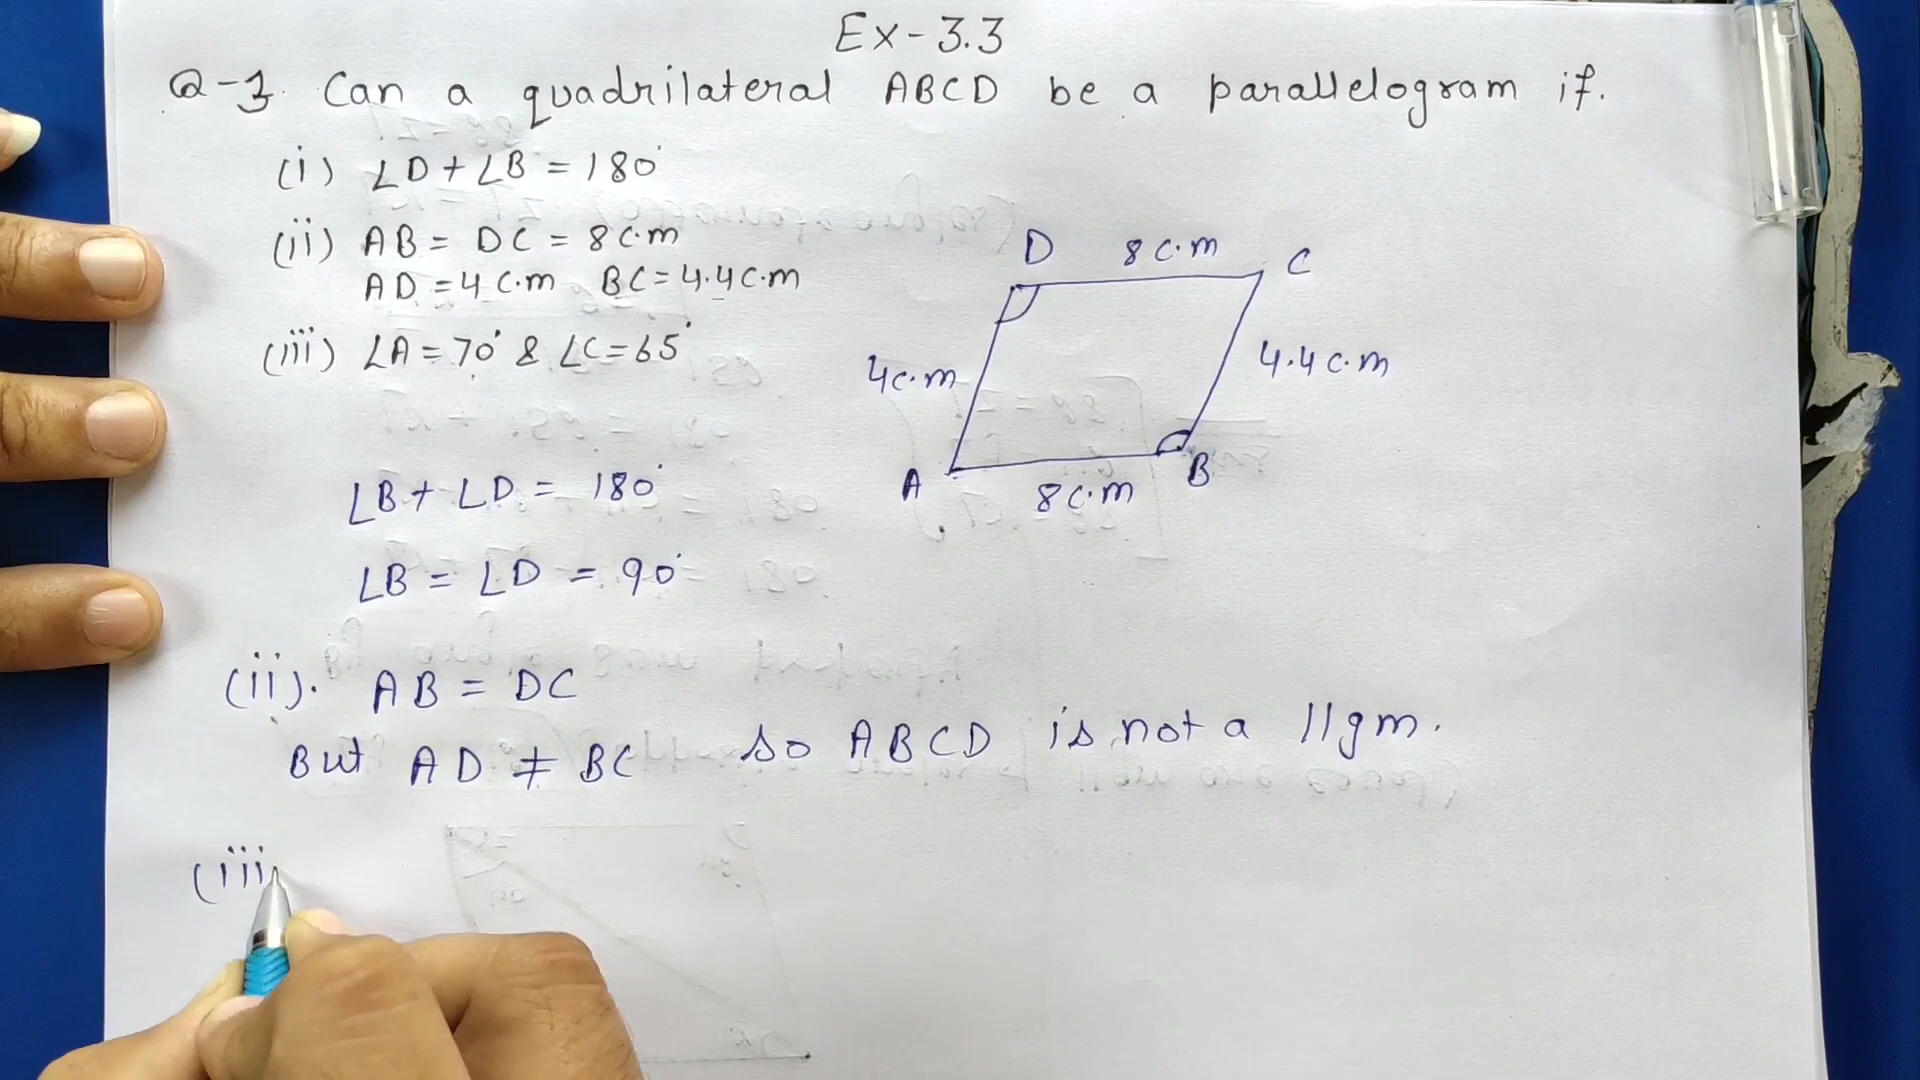 Ex-3.3
Q-3. Can a quadrilateral ABCD be a parallelogram if.
(i) ∠D + ∠B = 180°
(ii) AB = DC = 8 c.m
AD = 4 c.m BC = 4.4 c.m
(iii) ∠A = 70° & ∠C = 65°
D 8 c.m C
4 c.m 4.4 c.m
A 8 c.m B
∠B + ∠D = 180°
∠B = ∠D = 90°
(ii). AB = DC
But AD ≠ BC so ABCD is not a ||gm.
(iii